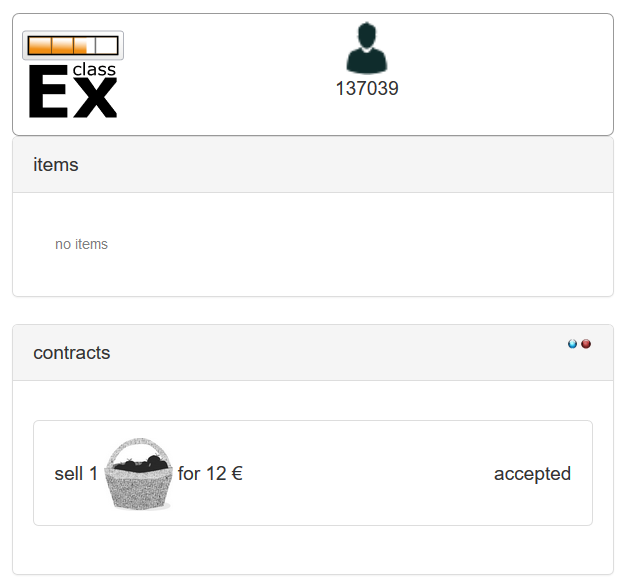 class
Ex
137039
items
no items
contracts
sell 1 for 12 € accepted